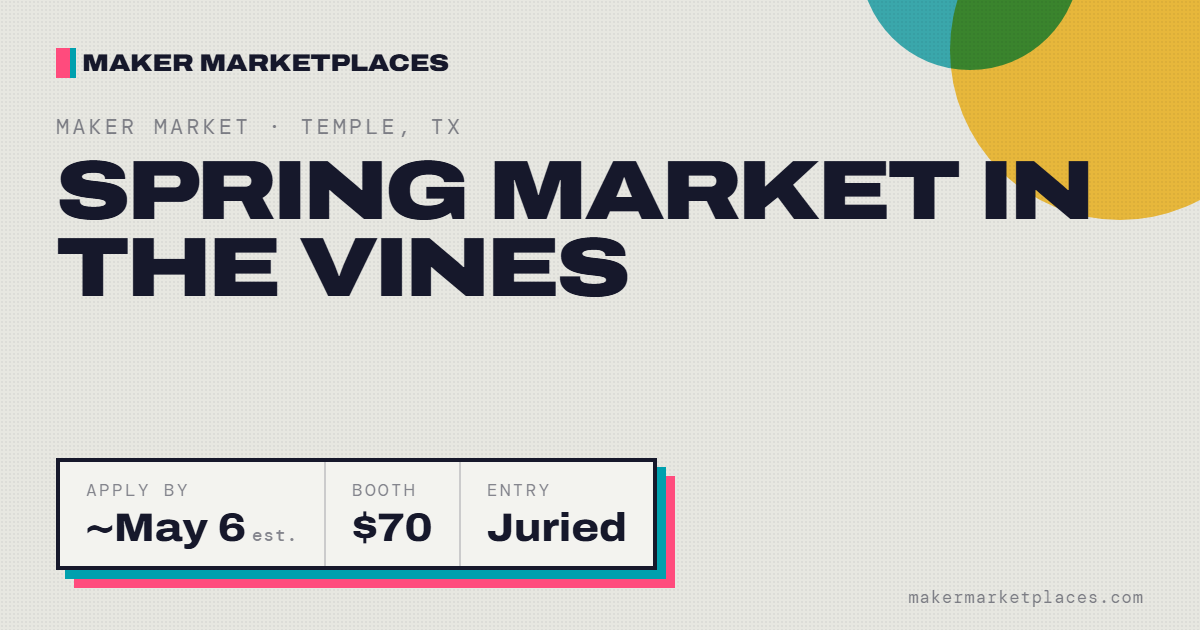 MAKER MARKETPLACES
MAKER MARKET · TEMPLE, TX
SPRING MARKET IN
THE VINES
APPLY BY
~May 6 est.
BOOTH
$70
ENTRY
Juried
makermarketplaces.com